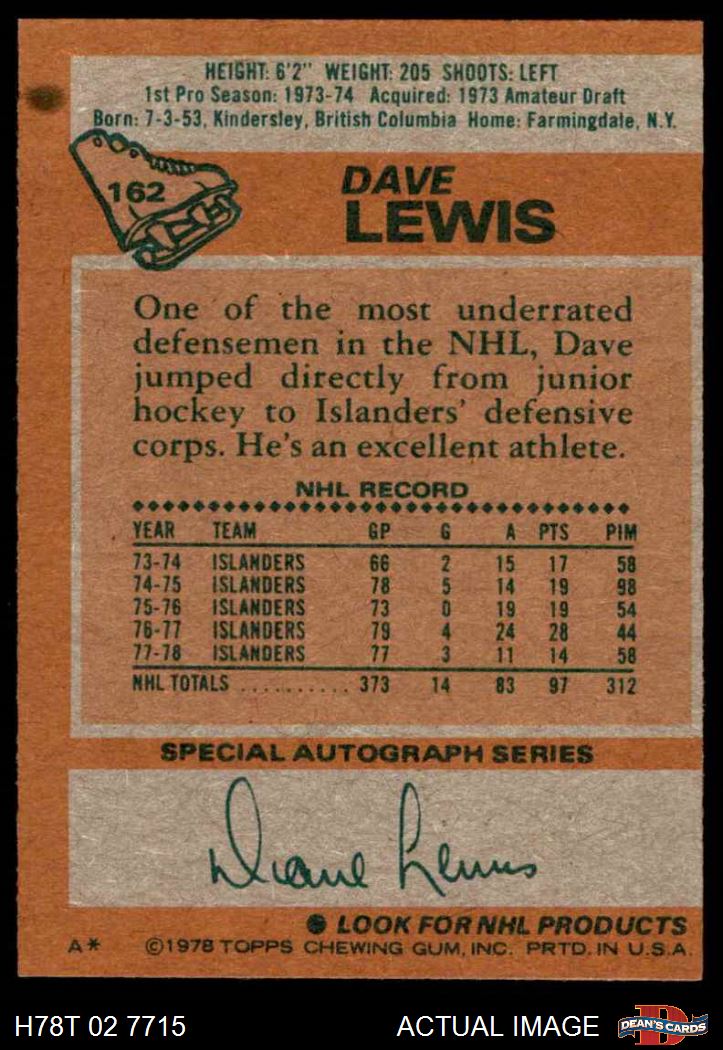 HEIGHT: 6'2" WEIGHT: 205 SHOOTS: LEFT
1st Pro Season: 1973-74 Acquired: 1973 Amateur Draft
Born: 7-3-53, Kindersley, British Columbia Home: Farmingdale, N.Y.
162
DAVE
LEWIS
One of the most underrated
defensemen in the NHL, Dave
jumped directly from junior
hockey to Islanders' defensive
corps. He's an excellent athlete.
NHL RECORD
YEAR TEAM GP G A PTS PIM
73-74 ISLANDERS 66 2 15 17 58
74-75 ISLANDERS 78 5 14 19 98
75-76 ISLANDERS 73 0 19 19 54
76-77 ISLANDERS 79 4 24 28 44
77-78 ISLANDERS 77 3 11 14 58
NHL TOTALS .......... 373 14 83 97 312
SPECIAL AUTOGRAPH SERIES
Diane Lewis
LOOK FOR NHL PRODUCTS
A* ©1978 TOPPS CHEWING GUM, INC. PRTD. IN U.S.A.
H78T 02 7715 ACTUAL IMAGE D DEAN'S CARDS